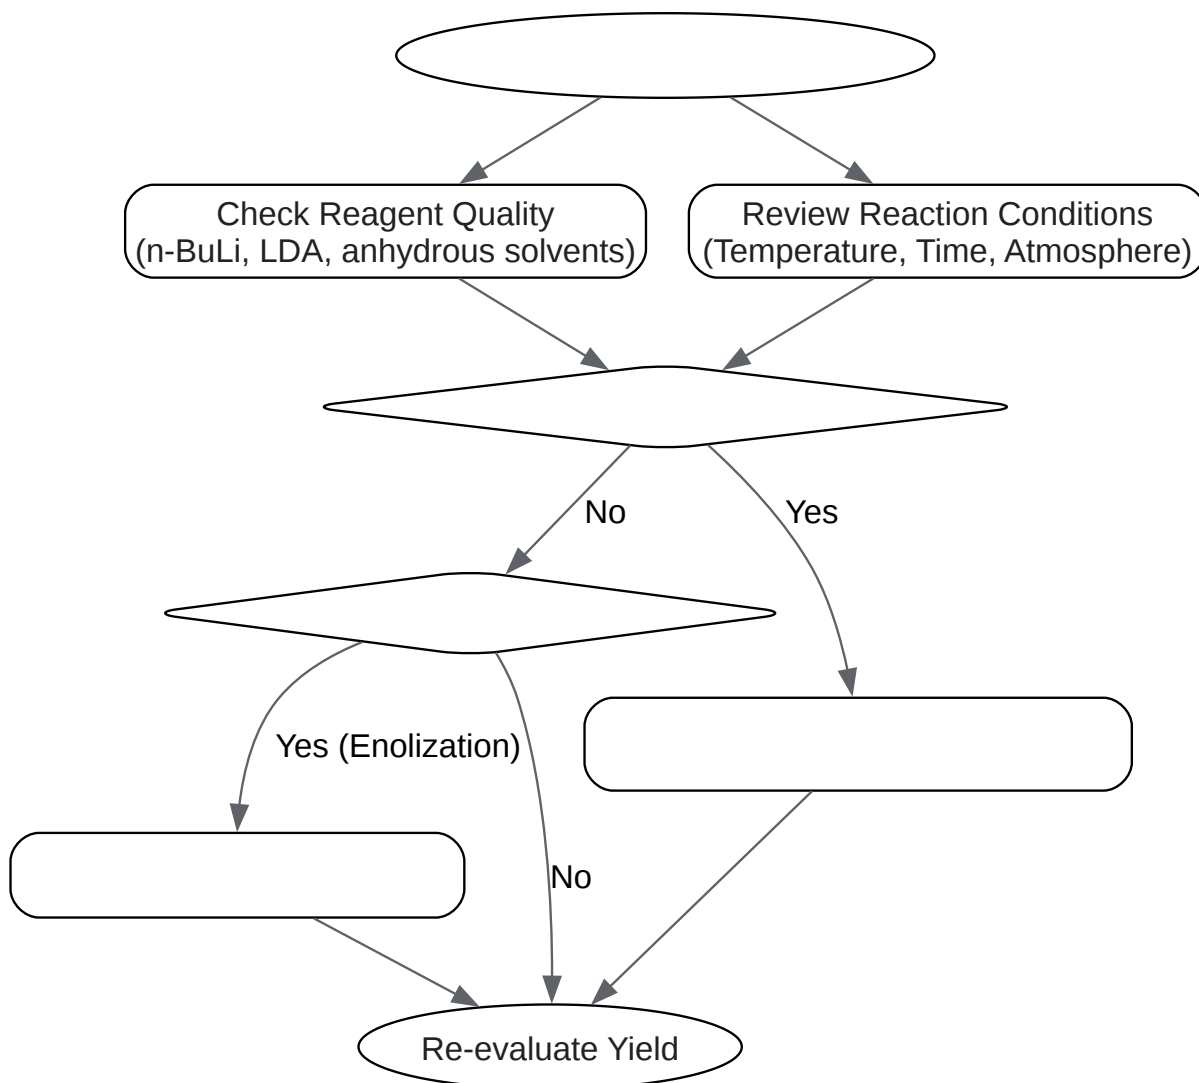 Check Reagent Quality
(n-BuLi, LDA, anhydrous solvents)
Review Reaction Conditions
(Temperature, Time, Atmosphere)
No
Yes
Yes (Enolization)
No
Re-evaluate Yield